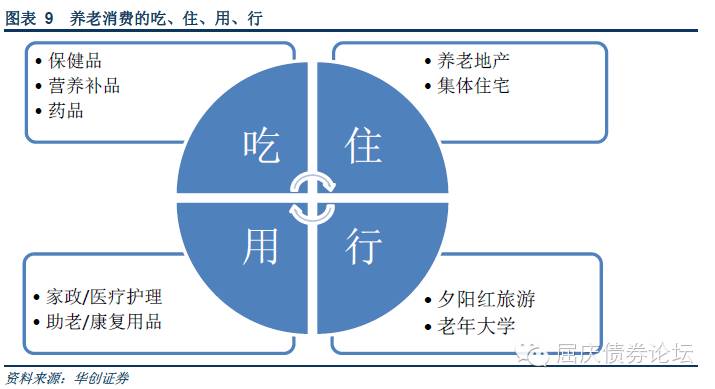 图表 9 养老消费的吃、住、用、行
• 保健品
• 营养补品
• 药品
• 养老地产
• 集体住宅
吃
住
用
行
• 家政/医疗护理
• 助老/康复用品
• 夕阳红旅游
• 老年大学
屈庆债券论坛
资料来源：华创证券